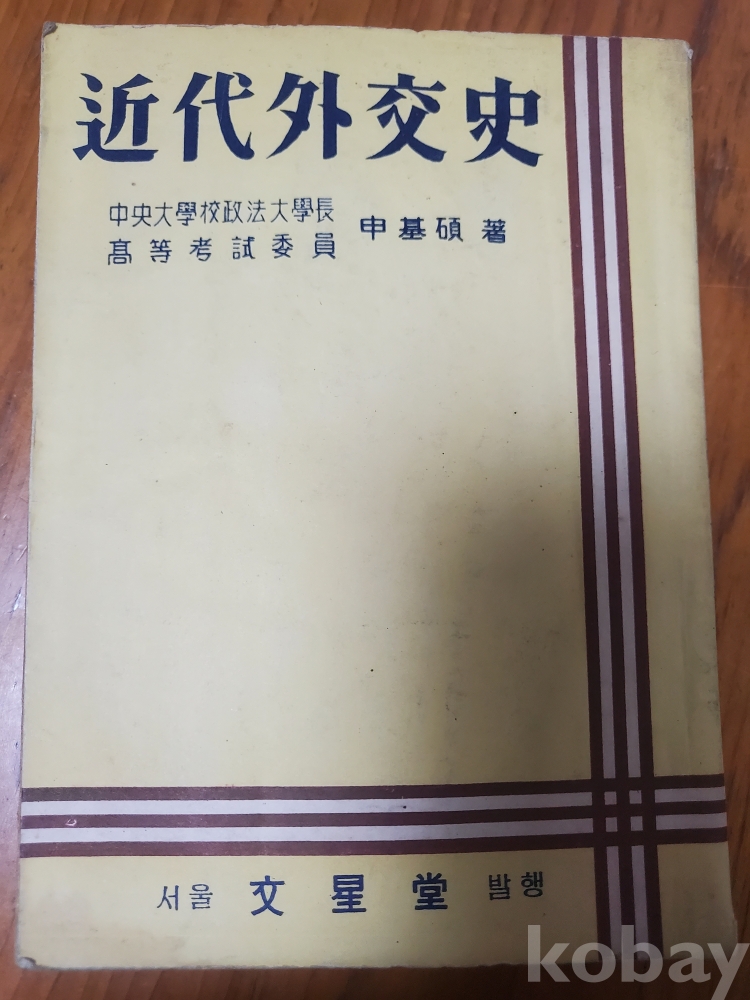 近代外交史
中央大學校政法大學長
高等考試委員 申基碩 著
서울 文星堂 발행
kobay